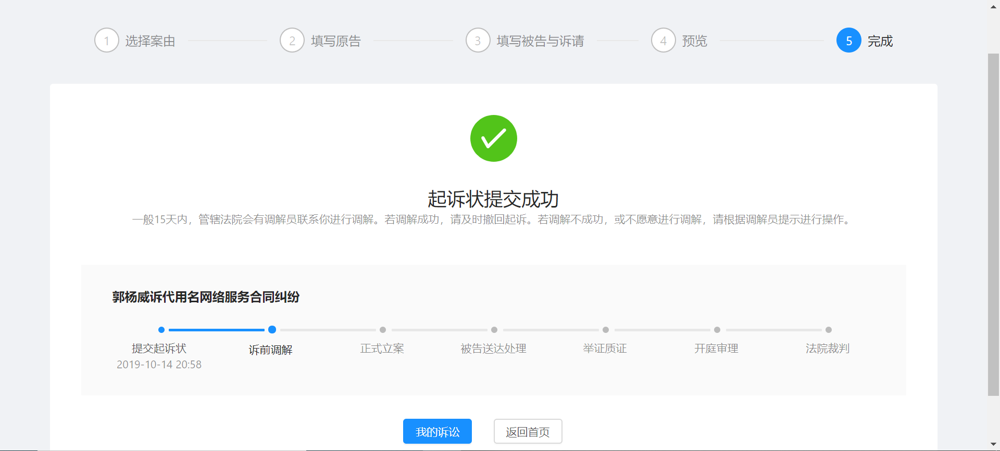 1 选择案由 2 填写原告 3 填写被告与诉请 4 预览 5 完成
起诉状提交成功
一般15天内，管辖法院会有调解员联系你进行调解。若调解成功，请及时撤回起诉。若调解不成功，或不愿意进行调解，请根据调解员提示进行操作。
郭杨威诉代用名网络服务合同纠纷
提交起诉状 诉前调解 正式立案 被告送达处理 举证质证 开庭审理 法院裁判
2019-10-14 20:58
我的诉讼 返回首页